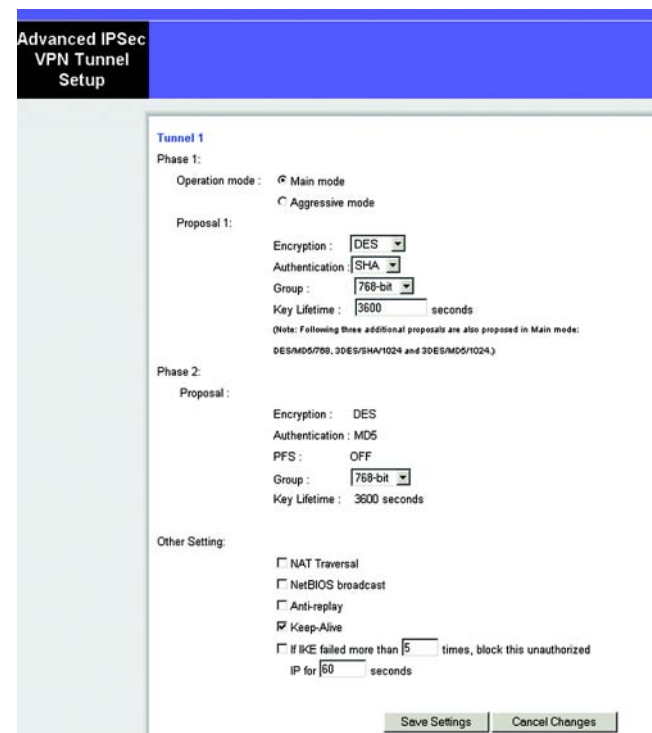 Advanced IPSec
VPN Tunnel
Setup
Tunnel 1
Phase 1:
Operation mode : Main mode
Aggressive mode
Proposal 1:
Encryption : DES
Authentication : SHA
Group : 768-bit
Key Lifetime : 3600 seconds
(Note: Following three additional proposals are also proposed in Main mode:
DES/MD5/768, 3DES/SHA/1024 and 3DES/MD5/1024.)
Phase 2:
Proposal :
Encryption : DES
Authentication : MD5
PFS : OFF
Group : 768-bit
Key Lifetime : 3600 seconds
Other Setting:
NAT Traversal
NetBIOS broadcast
Anti-replay
Keep-Alive
If IKE failed more than 5 times, block this unauthorized
IP for 60 seconds
Save Settings Cancel Changes